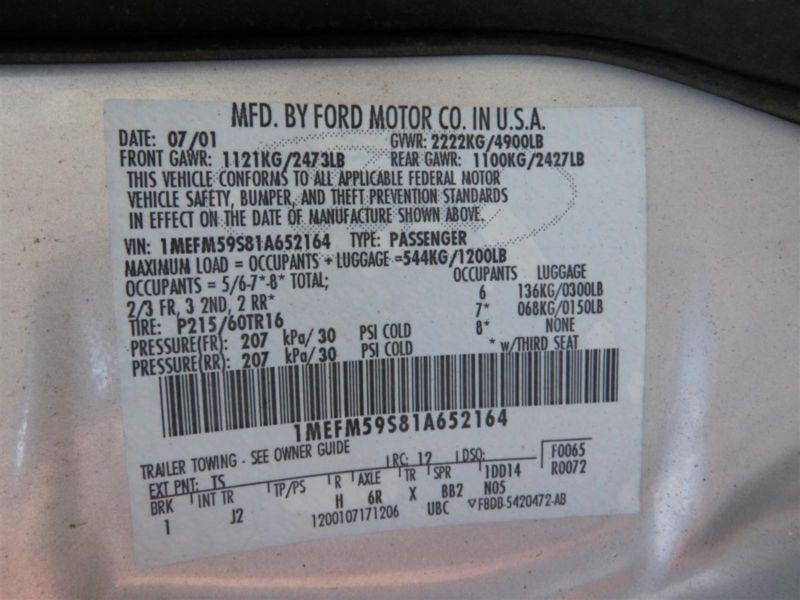 MFD. BY FORD MOTOR CO. IN U.S.A.
DATE: 07/01 GVWR: 2222KG/4900LB
FRONT GAWR: 1121KG/2473LB REAR GAWR: 1100KG/2427LB
THIS VEHICLE CONFORMS TO ALL APPLICABLE FEDERAL MOTOR
VEHICLE SAFETY, BUMPER, AND THEFT PREVENTION STANDARDS
IN EFFECT ON THE DATE OF MANUFACTURE SHOWN ABOVE.
VIN: 1MEFM59S81A652164 TYPE: PASSENGER
MAXIMUM LOAD = OCCUPANTS + LUGGAGE =544KG/1200LB
OCCUPANTS = 5/6-7*-8* TOTAL; OCCUPANTS LUGGAGE
2/3 FR, 3 2ND, 2 RR* 6 136KG/0300LB
TIRE: P215/60TR16 7* 068KG/0150LB
PRESSURE(FR): 207 kPa/30 PSI COLD 8* NONE
PRESSURE(RR): 207 kPa/30 PSI COLD * w/THIRD SEAT
1MEFM59S81A652164
TRAILER TOWING - SEE OWNER GUIDE
EXT PNT: TS RC: 12 DSO: F0065
BRK INT TR TP/PS R AXLE TR SPR 1DD14 R0072
1 J2 H 6R X BB2 N05
1200107171206 UBC ▽F8DB-5420472-AB